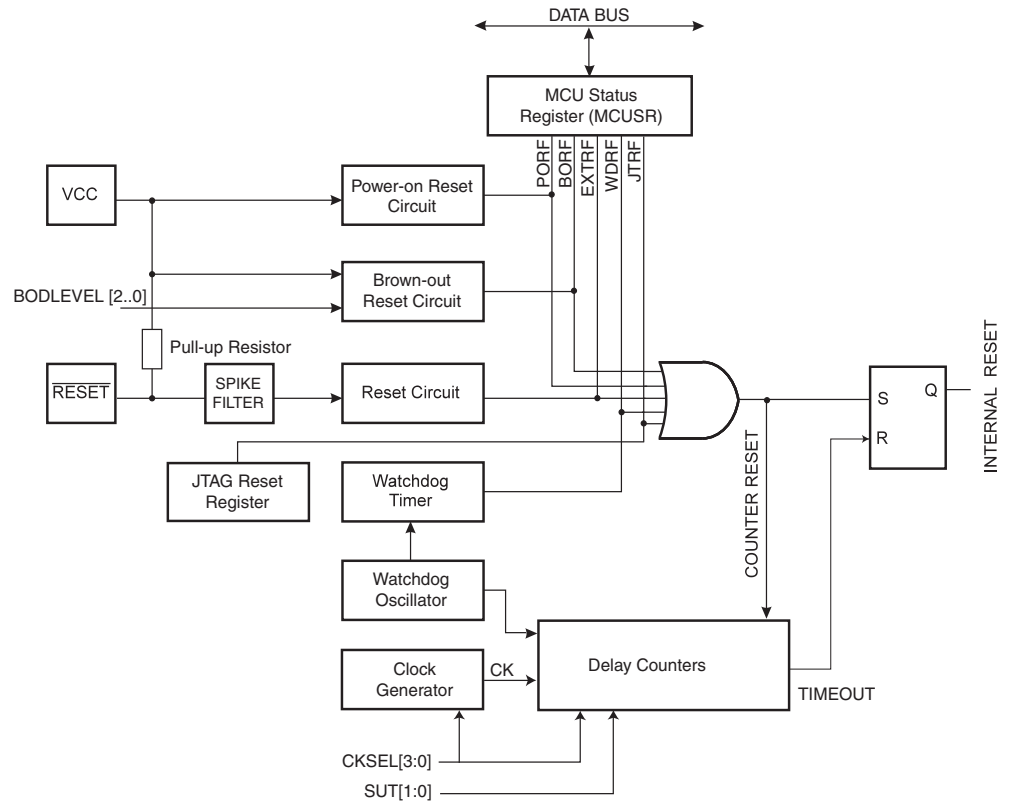 DATA BUS
MCU Status
Register (MCUSR)
PORF
BORF
EXTRF
WDRF
JTRF
VCC
Power-on Reset
Circuit
Brown-out
Reset Circuit
BODLEVEL [2..0]
Pull-up Resistor
RESET
SPIKE
FILTER
Reset Circuit
S
Q
R
INTERNAL RESET
JTAG Reset
Register
Watchdog
Timer
COUNTER RESET
Watchdog
Oscillator
Clock
Generator
CK
Delay Counters
TIMEOUT
CKSEL[3:0]
SUT[1:0]